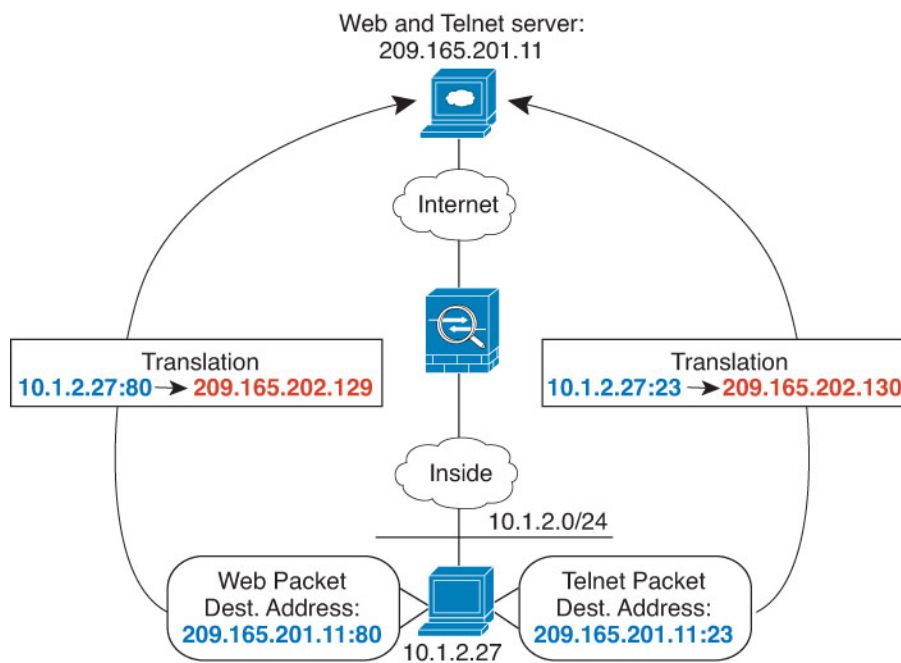 Web and Telnet server:
209.165.201.11
Internet
Translation
10.1.2.27:80 → 209.165.202.129
Translation
10.1.2.27:23 → 209.165.202.130
Inside
10.1.2.0/24
Web Packet
Dest. Address:
209.165.201.11:80
Telnet Packet
Dest. Address:
209.165.201.11:23
10.1.2.27